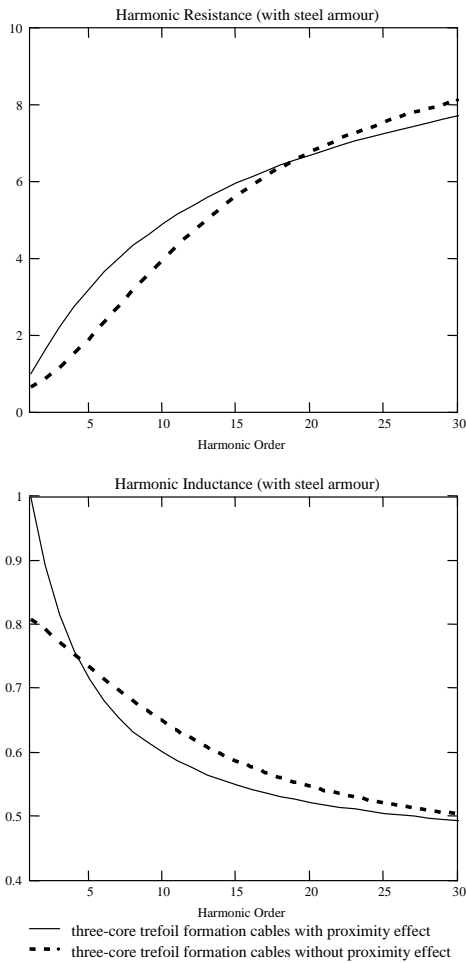 Harmonic Resistance (with steel armour)
10
8
6
4
2
0
5 10 15 20 25 30
Harmonic Order
Harmonic Inductance (with steel armour)
1
0.9
0.8
0.7
0.6
0.5
0.4
5 10 15 20 25 30
Harmonic Order
three-core trefoil formation cables with proximity effect
three-core trefoil formation cables without proximity effect